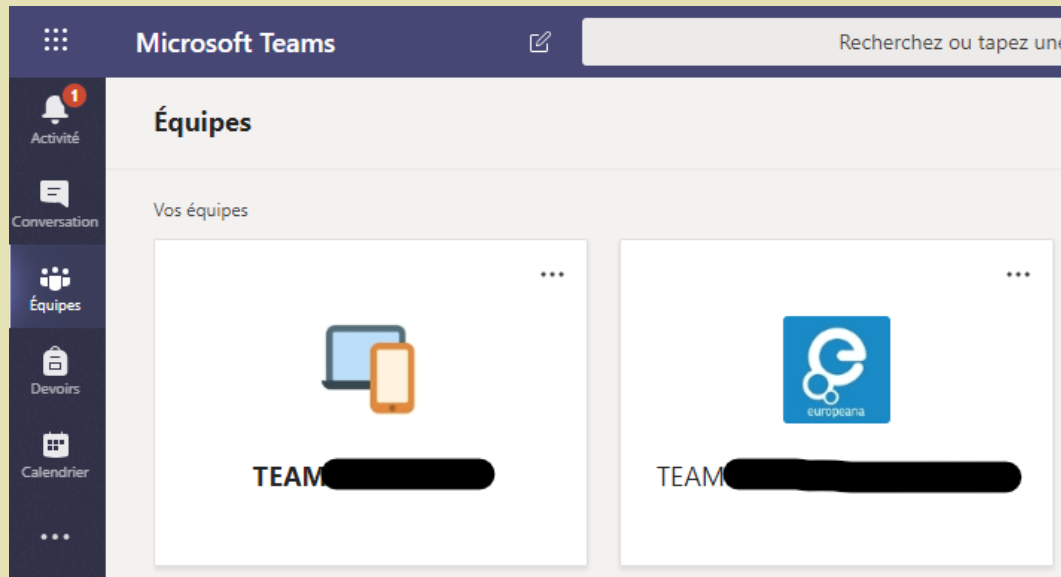 Microsoft Teams
Recherchez ou tapez une
1
Activité
Conversation
Équipes
Devoirs
Calendrier
Équipes
Vos équipes
TEAM
europeana
TEAM